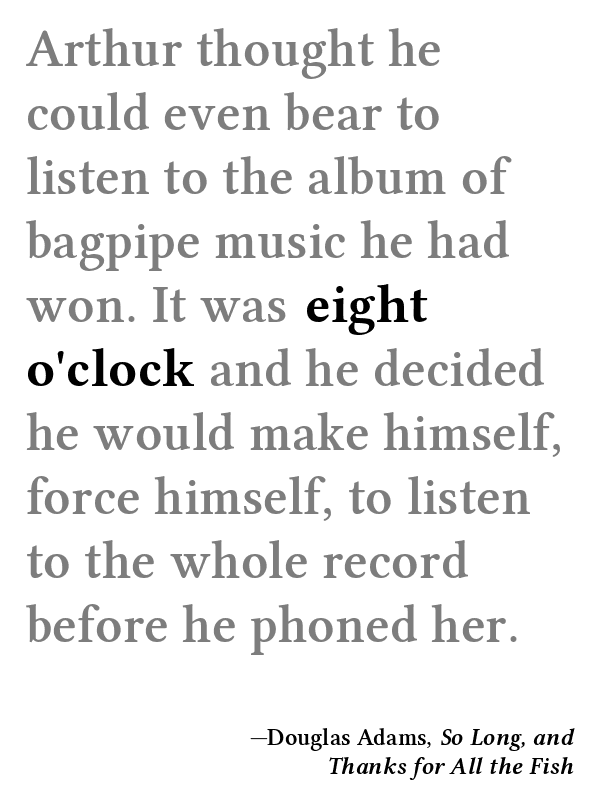 Arthur thought he
could even bear to
listen to the album of
bagpipe music he had
won. It was eight
o'clock and he decided
he would make himself,
force himself, to listen
to the whole record
before he phoned her.
—Douglas Adams, So Long, and
Thanks for All the Fish